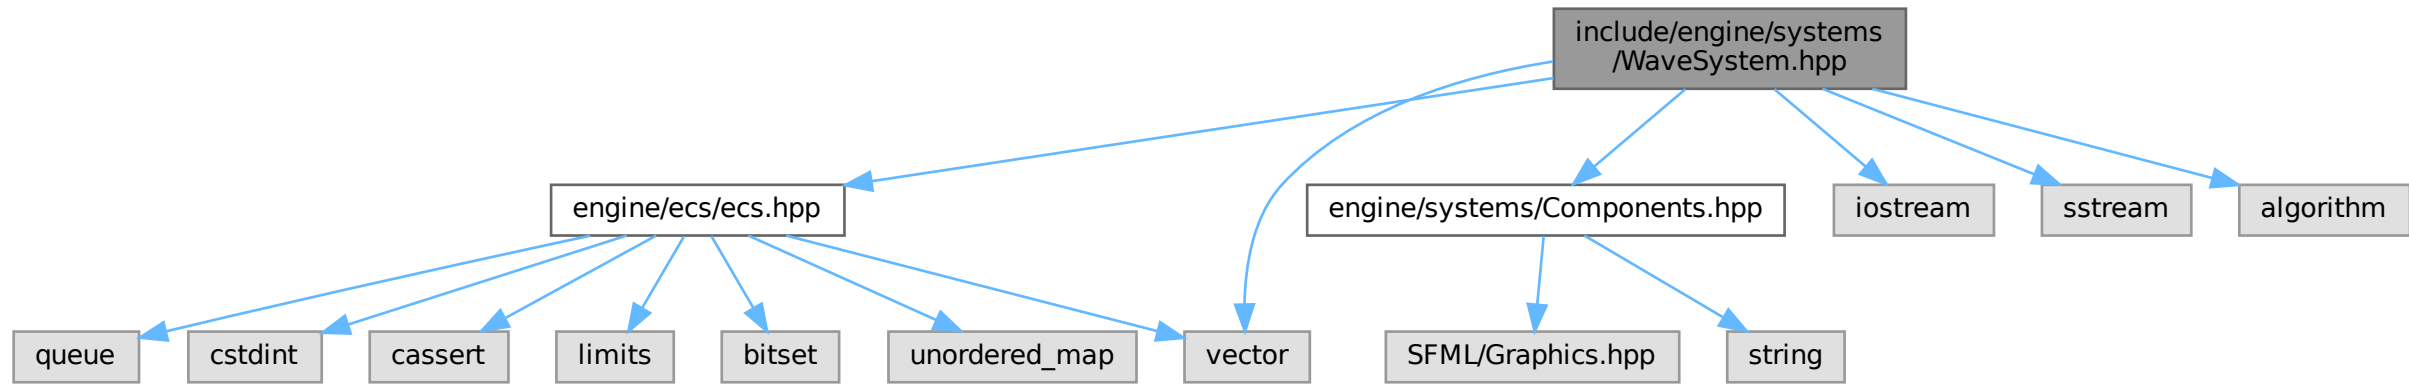 include/engine/systems
/WaveSystem.hpp
engine/ecs/ecs.hpp
engine/systems/Components.hpp
iostream
sstream
algorithm
queue
cstdint
cassert
limits
bitset
unordered_map
vector
SFML/Graphics.hpp
string